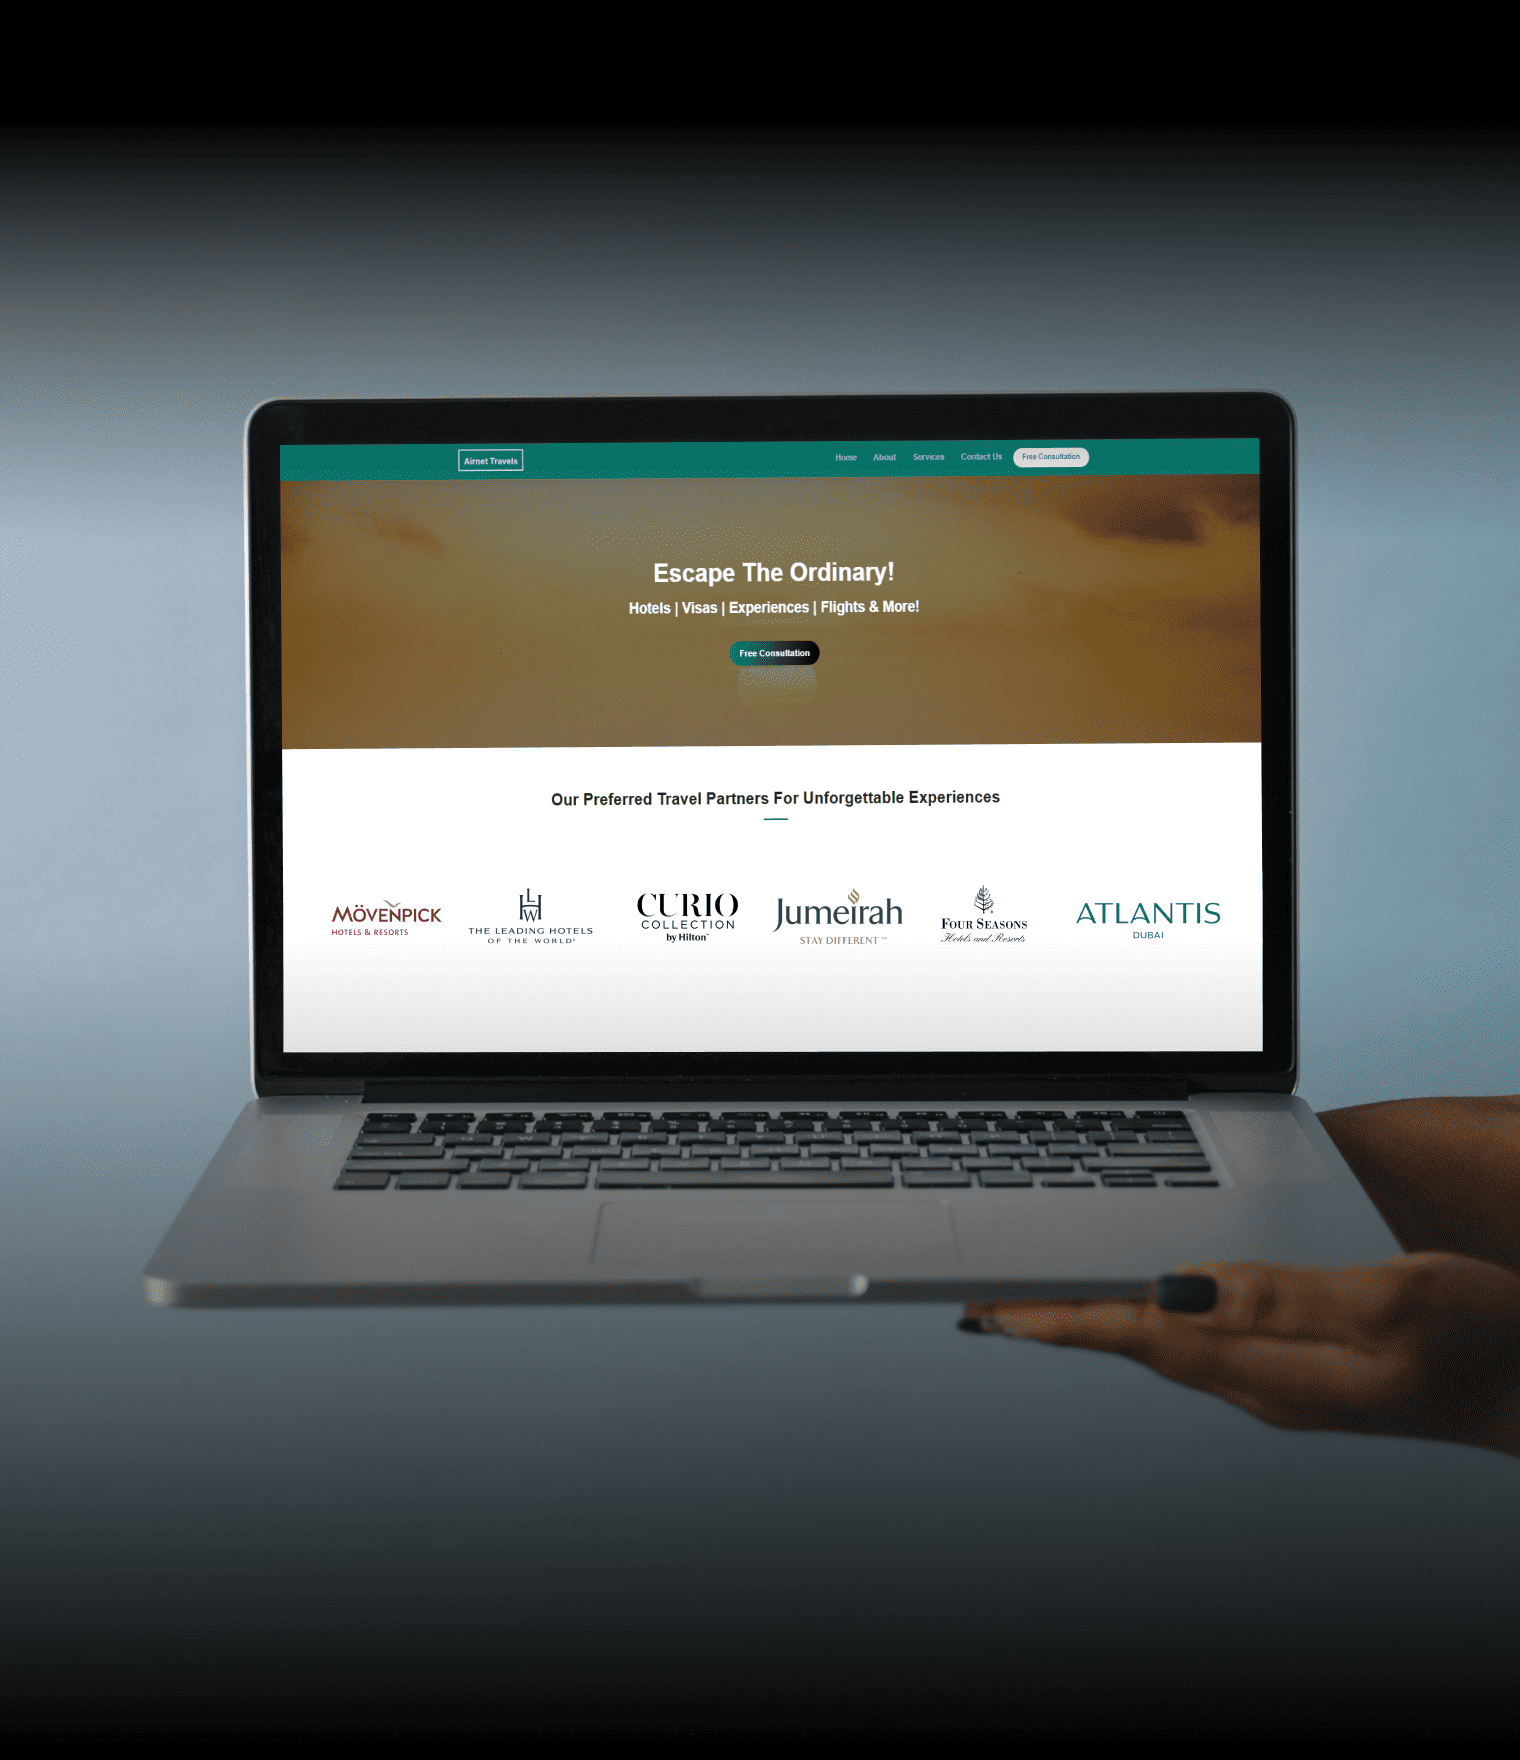 Airnet Travels
Home About Services Contact Us Free Consultation
Escape The Ordinary!
Hotels | Visas | Experiences | Flights & More!
Free Consultation
Our Preferred Travel Partners For Unforgettable Experiences
MÖVENPICK
HOTELS & RESORTS
LHW
THE LEADING HOTELS
OF THE WORLD®
CURIO
COLLECTION
by Hilton™
Jumeirah
STAY DIFFERENT™
FOUR SEASONS
Hotels and Resorts
ATLANTIS
DUBAI